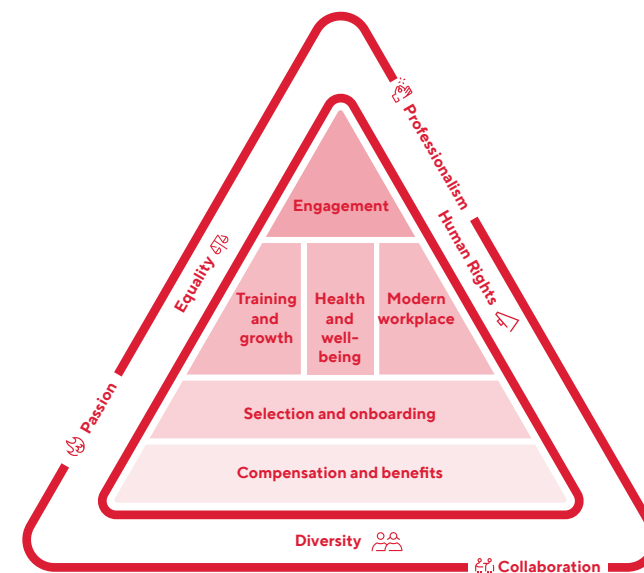 Professionalism
Human Rights
Equality
Passion
Engagement
Training
and
growth
Health
and
well-
being
Modern
workplace
Selection and onboarding
Compensation and benefits
Diversity
Collaboration